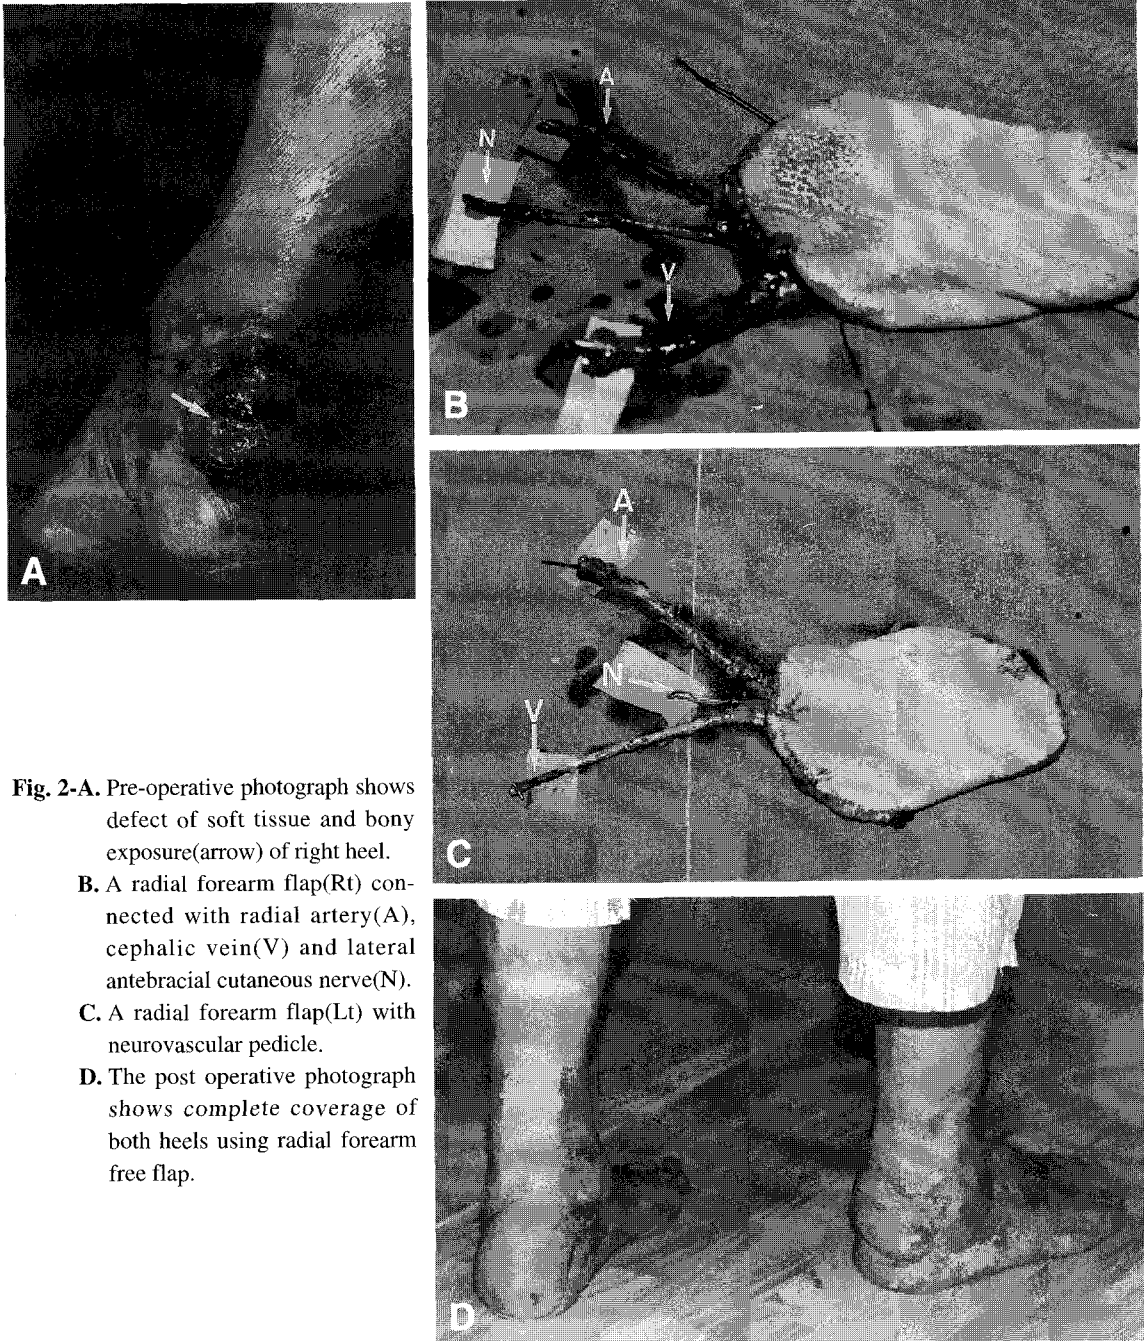 A
A
N
V
B
A
N
V
C
Fig. 2-A. Pre-operative photograph shows
defect of soft tissue and bony
exposure(arrow) of right heel.
B. A radial forearm flap(Rt) con-
nected with radial artery(A),
cephalic vein(V) and lateral
antebracial cutaneous nerve(N).
C. A radial forearm flap(Lt) with
neurovascular pedicle.
D. The post operative photograph
shows complete coverage of
both heels using radial forearm
free flap.
D